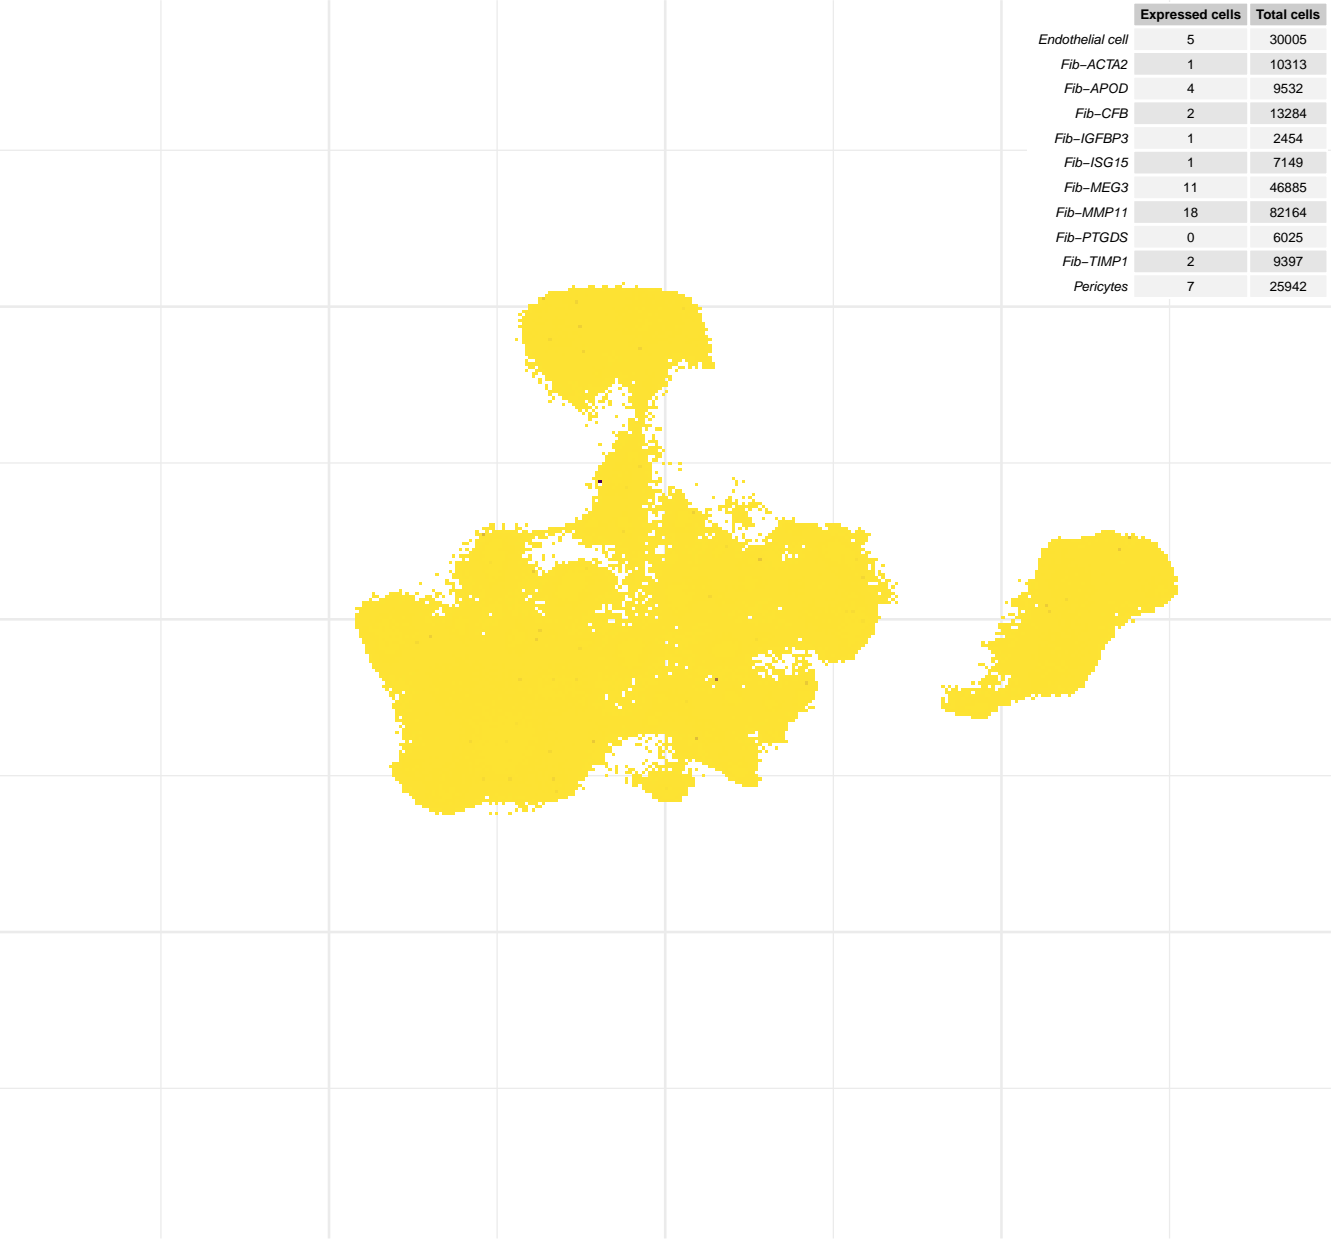 Expressed cells Total cells
Endothelial cell 5 30005
Fib−ACTA2 1 10313
Fib−APOD 4 9532
Fib−CFB 2 13284
Fib−IGFBP3 1 2454
Fib−ISG15 1 7149
Fib−MEG3 11 46885
Fib−MMP11 18 82164
Fib−PTGDS 0 6025
Fib−TIMP1 2 9397
Pericytes 7 25942